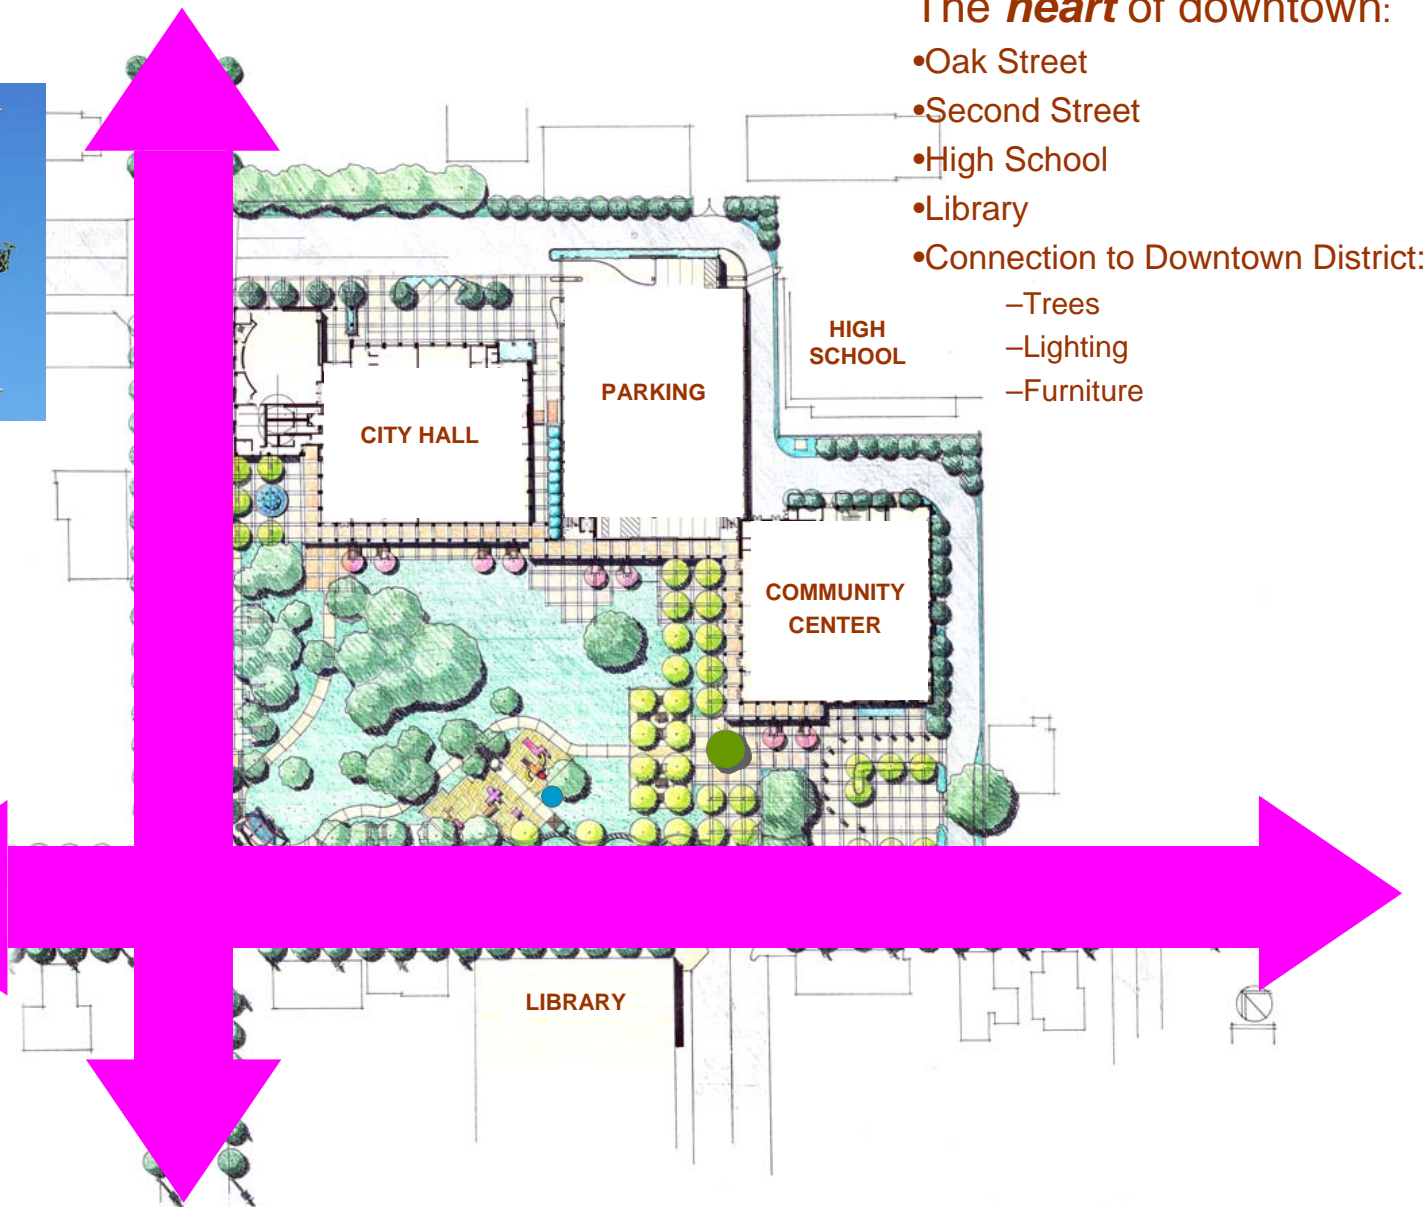 The heart of downtown:
•Oak Street
•Second Street
•High School
•Library
•Connection to Downtown District:
–Trees
–Lighting
–Furniture
HIGH
SCHOOL
PARKING
CITY HALL
COMMUNITY
CENTER
LIBRARY